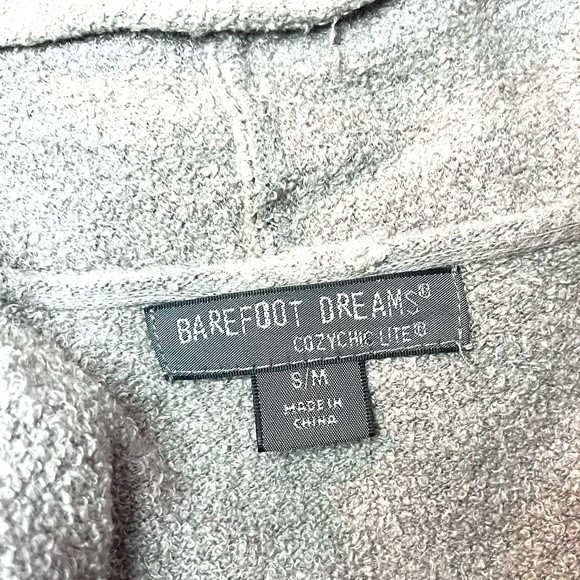 BAREFOOT DREAMS®
COZYCHIC LITE®
S/M
MADE IN
CHINA